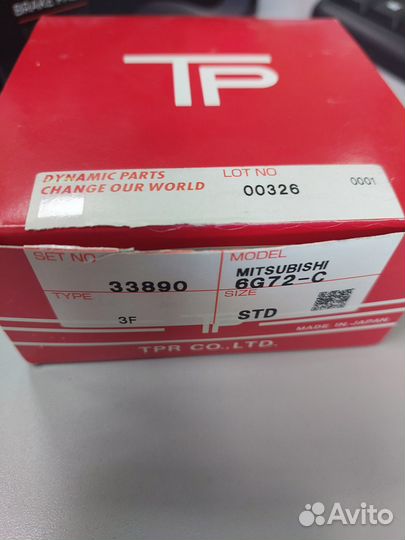 BRAKE
TP
DYNAMIC PARTS
CHANGE OUR WORLD
LOT NO
00326
0001
SET NO
33890
MODEL
MITSUBISHI
6G72-C
TYPE
3F
SIZE
STD
MADE IN JAPAN
TPR CO.,LTD.
Avito